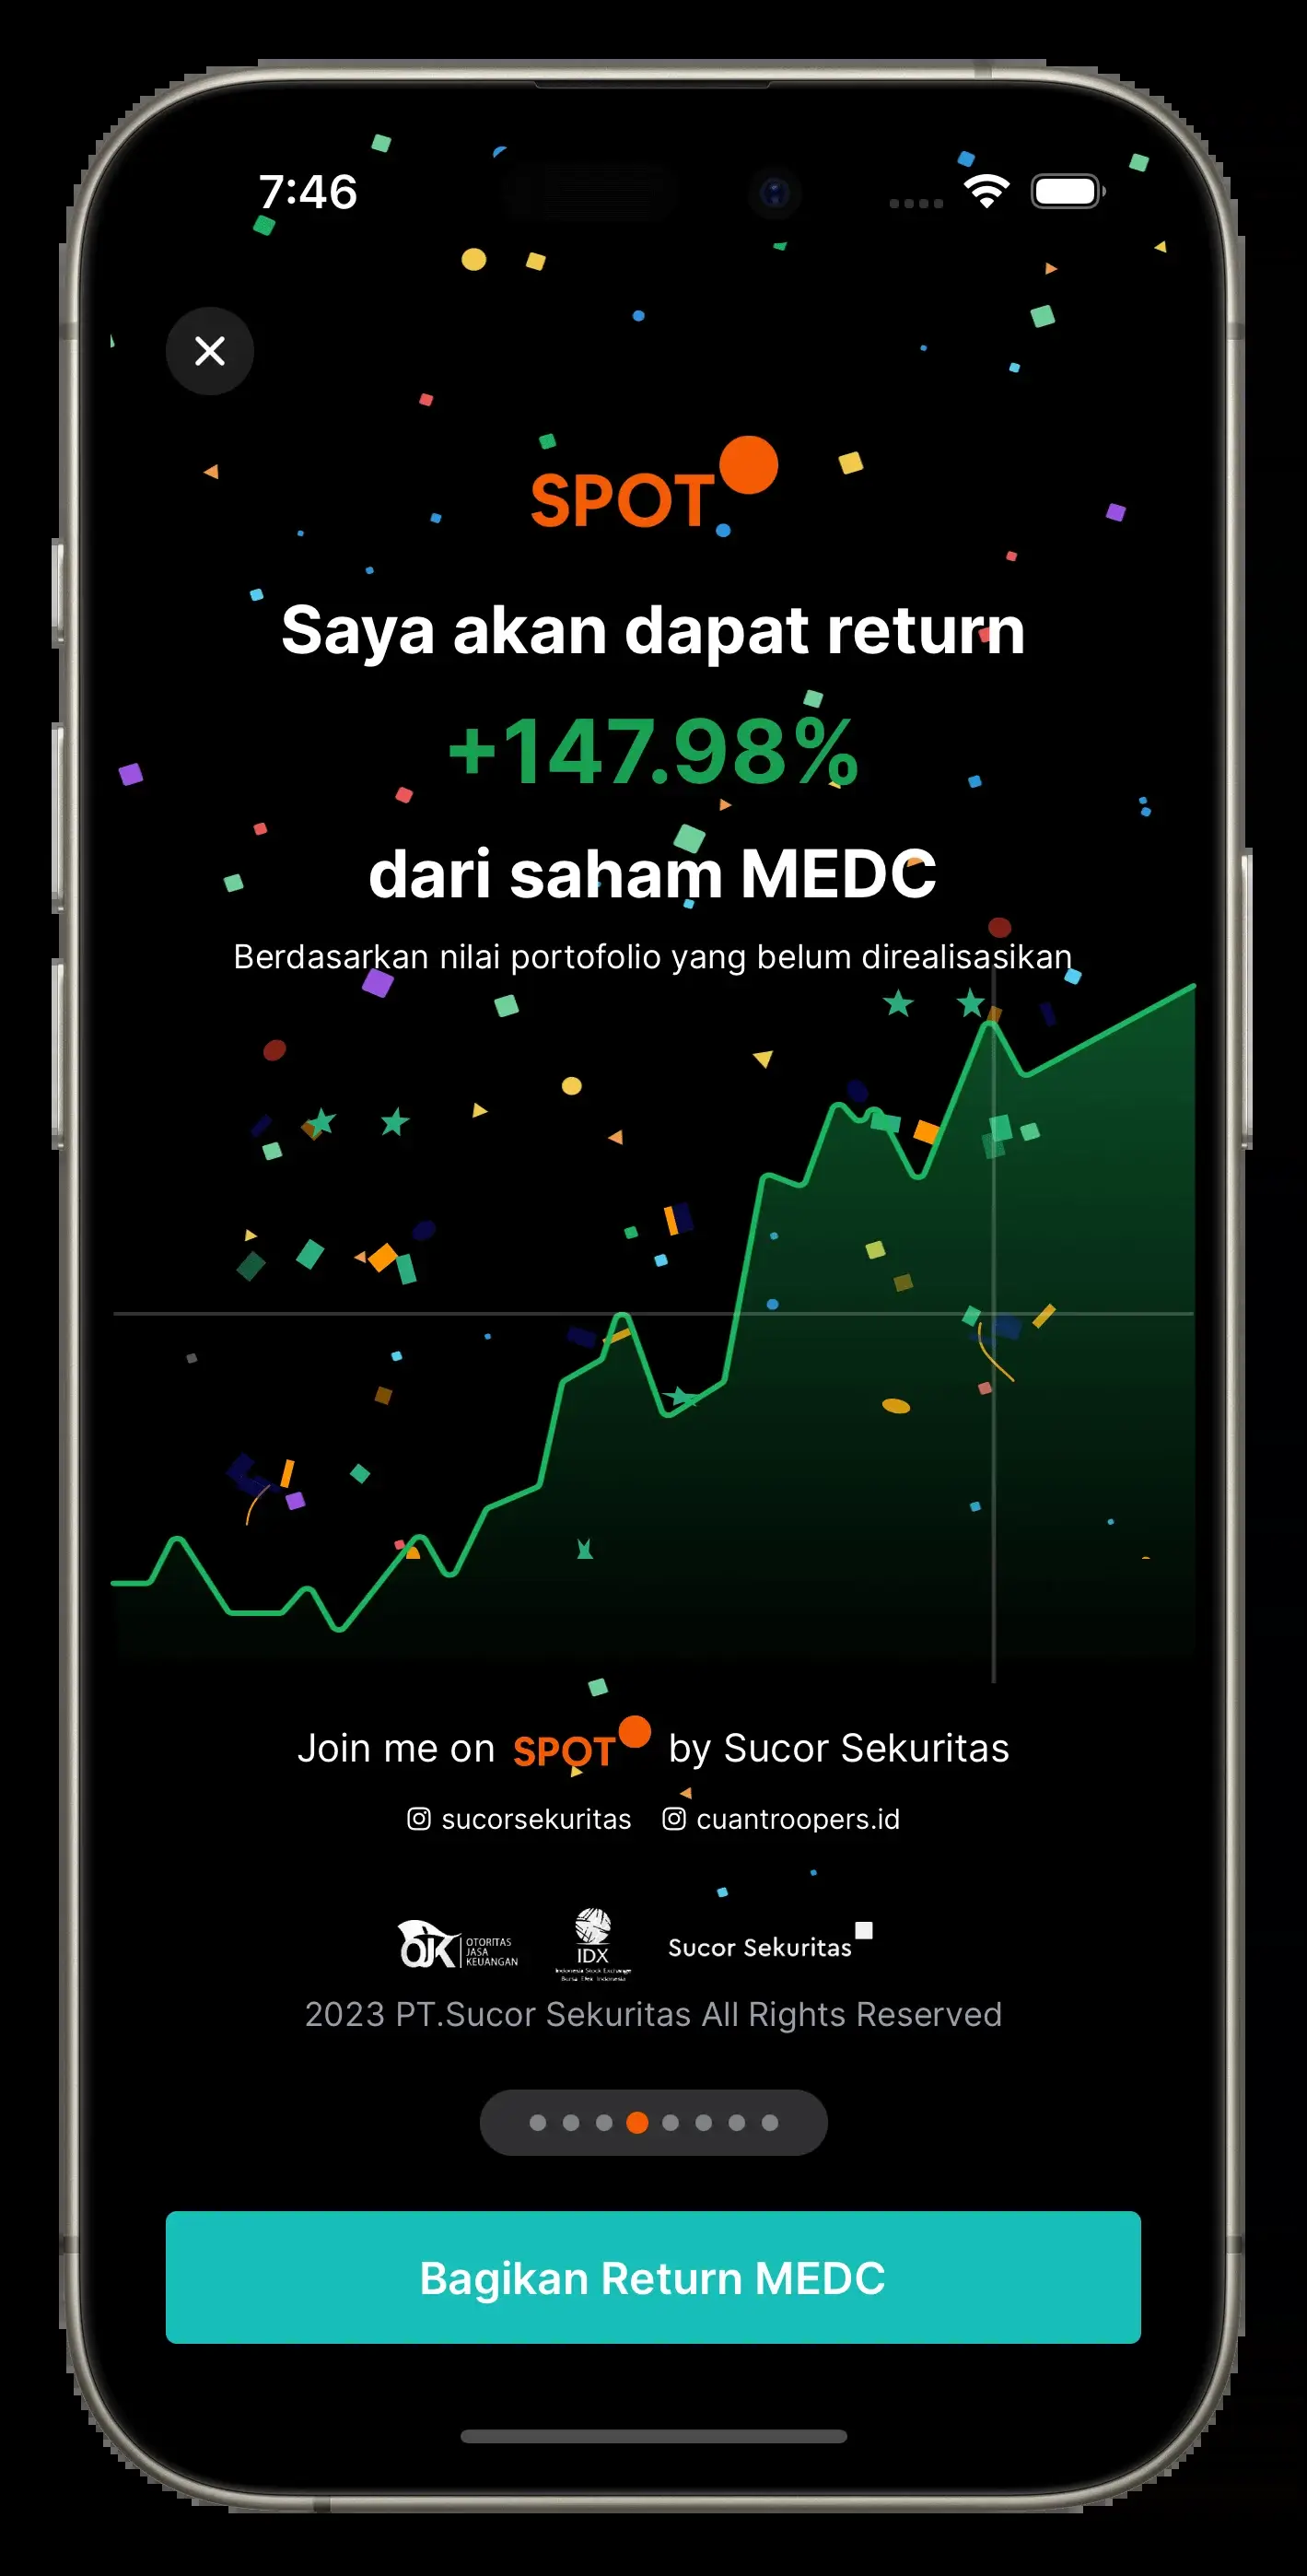 7:46
SPOT
Saya akan dapat return
+147.98%
dari saham MEDC
Berdasarkan nilai portofolio yang belum direalisasikan
Join me on SPOT by Sucor Sekuritas
sucorsekuritas cuantroopers.id
OJK OTORITAS JASA KEUANGAN
IDX
Indonesia Stock Exchange
Bursa Efek Indonesia
Sucor Sekuritas
2023 PT.Sucor Sekuritas All Rights Reserved
Bagikan Return MEDC